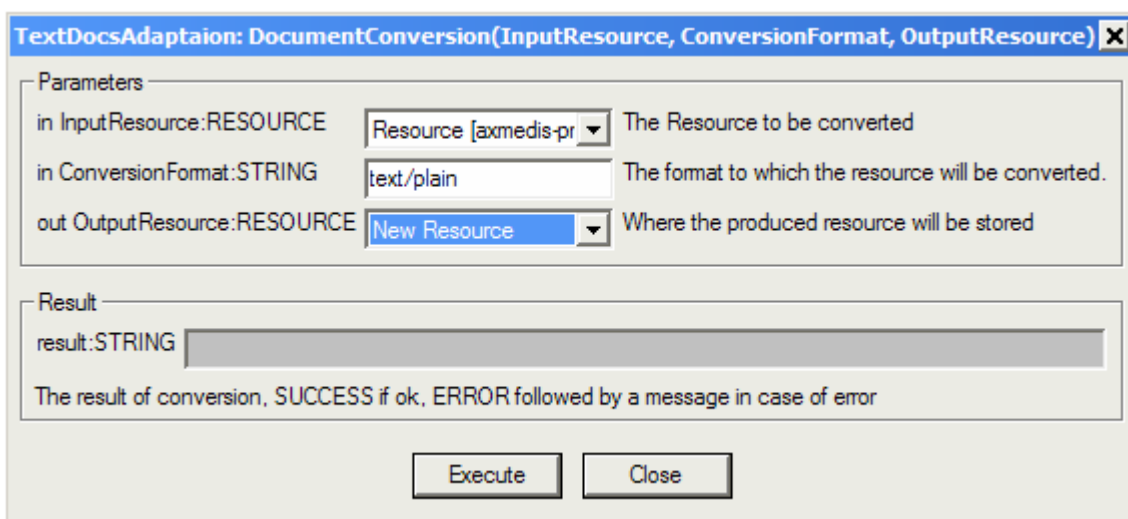 TextDocsAdaptaion: DocumentConversion(InputResource, ConversionFormat, OutputResource)
Parameters
in InputResource:RESOURCE Resource [axmedis-pr The Resource to be converted
in ConversionFormat:STRING text/plain The format to which the resource will be converted.
out OutputResource:RESOURCE New Resource Where the produced resource will be stored
Result
result:STRING
The result of conversion, SUCCESS if ok, ERROR followed by a message in case of error
Execute Close